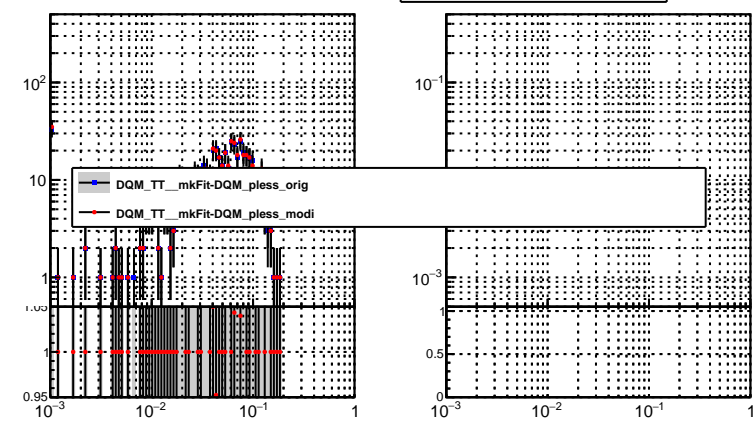 10² 10⁻¹
10
DQM_TT__mkFit-DQM_pless_orig
DQM_TT__mkFit-DQM_pless_modi
1 10⁻³
1.05 1
1 0.5
0.95 0
10⁻³ 10⁻² 10⁻¹ 1 10⁻³ 10⁻² 10⁻¹ 1